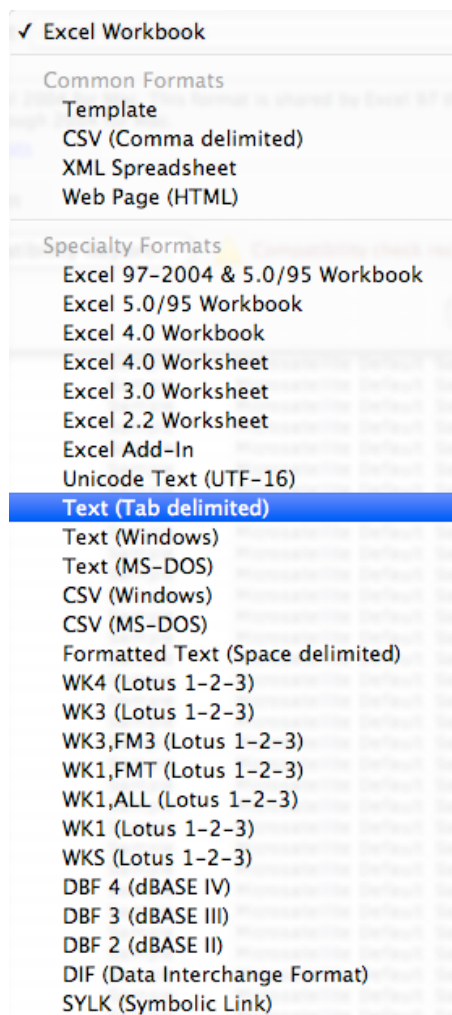 ✓ Excel Workbook
Common Formats
Template
CSV (Comma delimited)
XML Spreadsheet
Web Page (HTML)
Specialty Formats
Excel 97-2004 & 5.0/95 Workbook
Excel 5.0/95 Workbook
Excel 4.0 Workbook
Excel 4.0 Worksheet
Excel 3.0 Worksheet
Excel 2.2 Worksheet
Excel Add-In
Unicode Text (UTF-16)
Text (Tab delimited)
Text (Windows)
Text (MS-DOS)
CSV (Windows)
CSV (MS-DOS)
Formatted Text (Space delimited)
WK4 (Lotus 1-2-3)
WK3 (Lotus 1-2-3)
WK3,FM3 (Lotus 1-2-3)
WK1,FMT (Lotus 1-2-3)
WK1,ALL (Lotus 1-2-3)
WK1 (Lotus 1-2-3)
WKS (Lotus 1-2-3)
DBF 4 (dBASE IV)
DBF 3 (dBASE III)
DBF 2 (dBASE II)
DIF (Data Interchange Format)
SYLK (Symbolic Link)